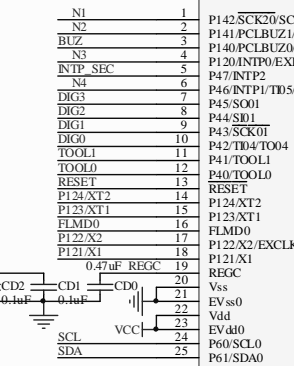 N1 1 P142/SCK20/SC
N2 2 P141/PCLBUZ1/
BUZ 3 P140/PCLBUZ0/
N3 4 P120/INTP0/EX
INTP_SEC 5 P47/INTP2
N4 6 P46/INTP1/TI05/
DIG3 7 P45/SO01
DIG2 8 P44/SI01
DIG1 9 P43/SCK01
DIG0 10 P42/TI04/TO04
TOOL1 11 P41/TOOL1
TOOL0 12 P40/TOOL0
RESET 13 RESET
P124/XT2 14 P124/XT2
P123/XT1 15 P123/XT1
FLMD0 16 FLMD0
P122/X2 17 P122/X2/EXCLK
P121/X1 18 P121/X1
0.47uF REGC 19 REGC
20 Vss
CD2 CD1 CD0 21 EVss0
0.1uF 0.1uF 22 Vdd
VCC 23 EVdd0
SCL 24 P60/SCL0
SDA 25 P61/SDA0